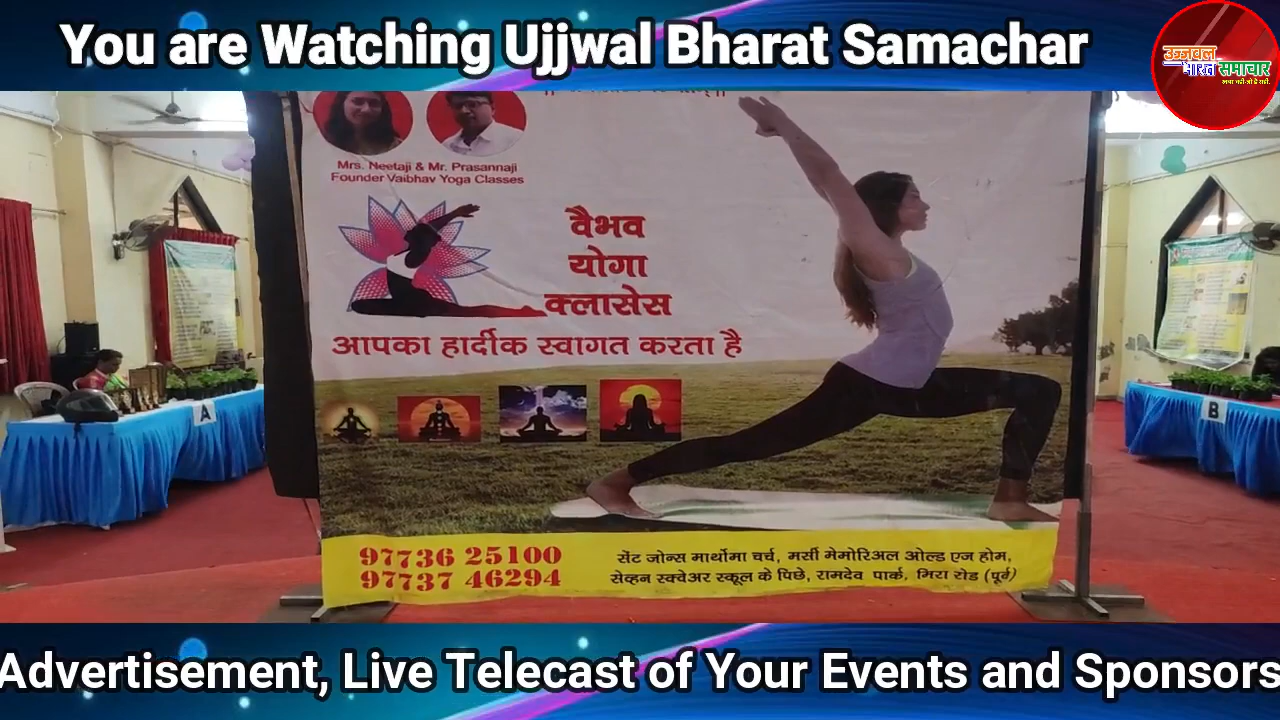 You are Watching Ujjwal Bharat Samachar
उज्जवल
भारत समाचार
Mrs. Neetaji & Mr. Prasannaji
Founder Vaibhav Yoga Classes
वैभव
योगा
क्लासेस
आपका हार्दीक स्वागत करता है
A
B
97736 25100
97737 46294
सेंट जोन्स मार्थोमा चर्च, मर्सी मेमोरिअल ओल्ड एज होम,
सेव्हन स्क्वेअर स्कूल के पिछे, रामदेव पार्क, मिरा रोड (पूर्व)
Advertisement, Live Telecast of Your Events and Sponsors